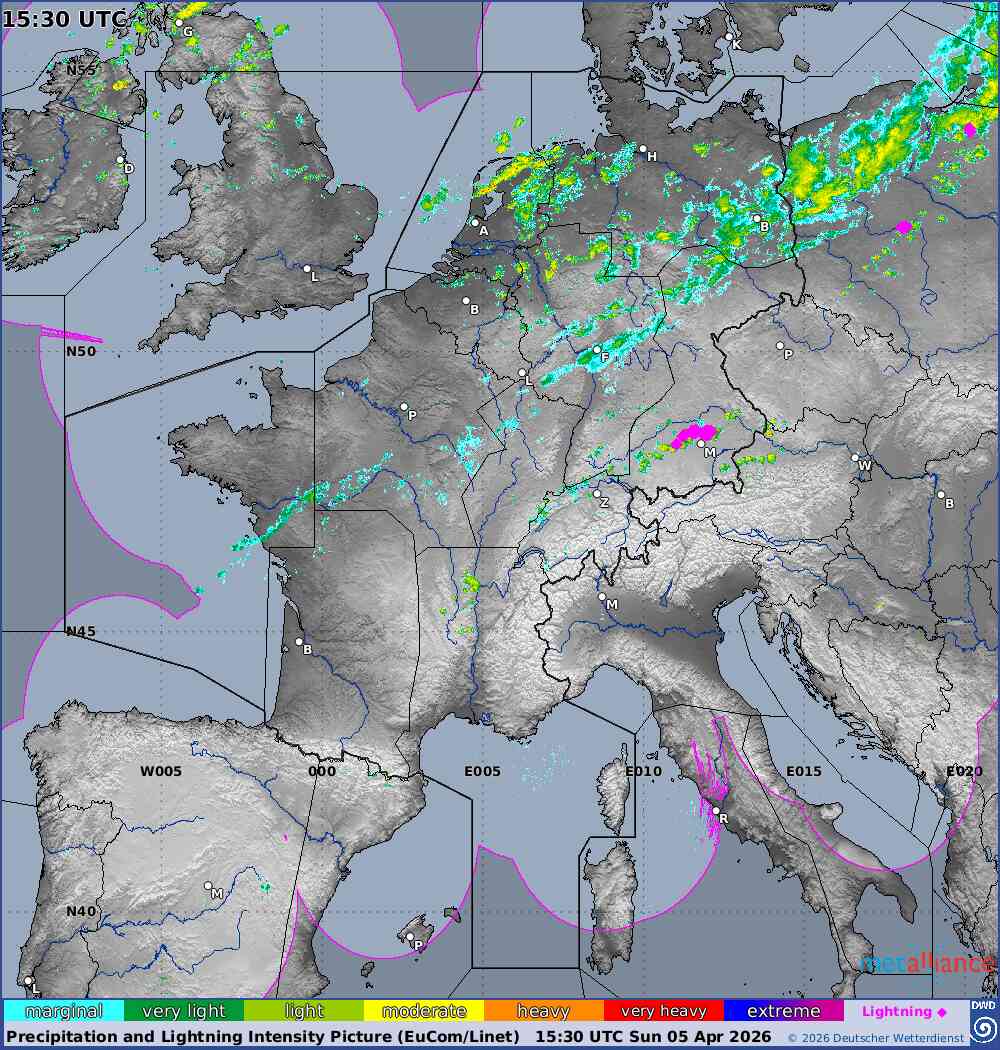 15:30 UTC
G
K
N55
H
D
A
B
L
B
N50
P
F
L
P
M
W
Z
B
M
N45
B
W005
000
E005
E010
E015
E020
R
M
N40
P
L
metalliance
marginal
very light
light
moderate
heavy
very heavy
extreme
Lightning ◆
DWD
Precipitation and Lightning Intensity Picture (EuCom/Linet) 15:30 UTC Sun 05 Apr 2026 © 2026 Deutscher Wetterdienst